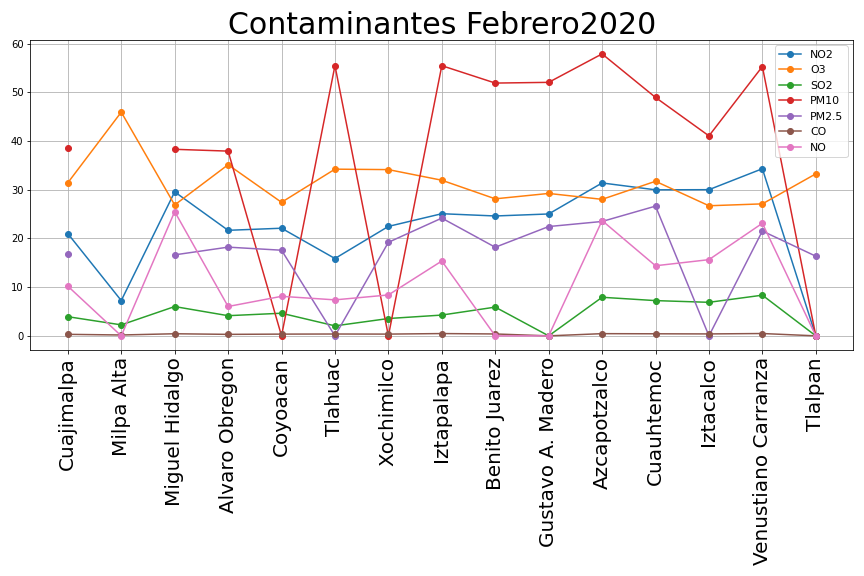 Contaminantes Febrero2020
60
50
40
30
20
10
0
NO2
O3
SO2
PM10
PM2.5
CO
NO
Cuajimalpa
Milpa Alta
Miguel Hidalgo
Alvaro Obregon
Coyoacan
Tlahuac
Xochimilco
Iztapalapa
Benito Juarez
Gustavo A. Madero
Azcapotzalco
Cuauhtemoc
Iztacalco
Venustiano Carranza
Tlalpan